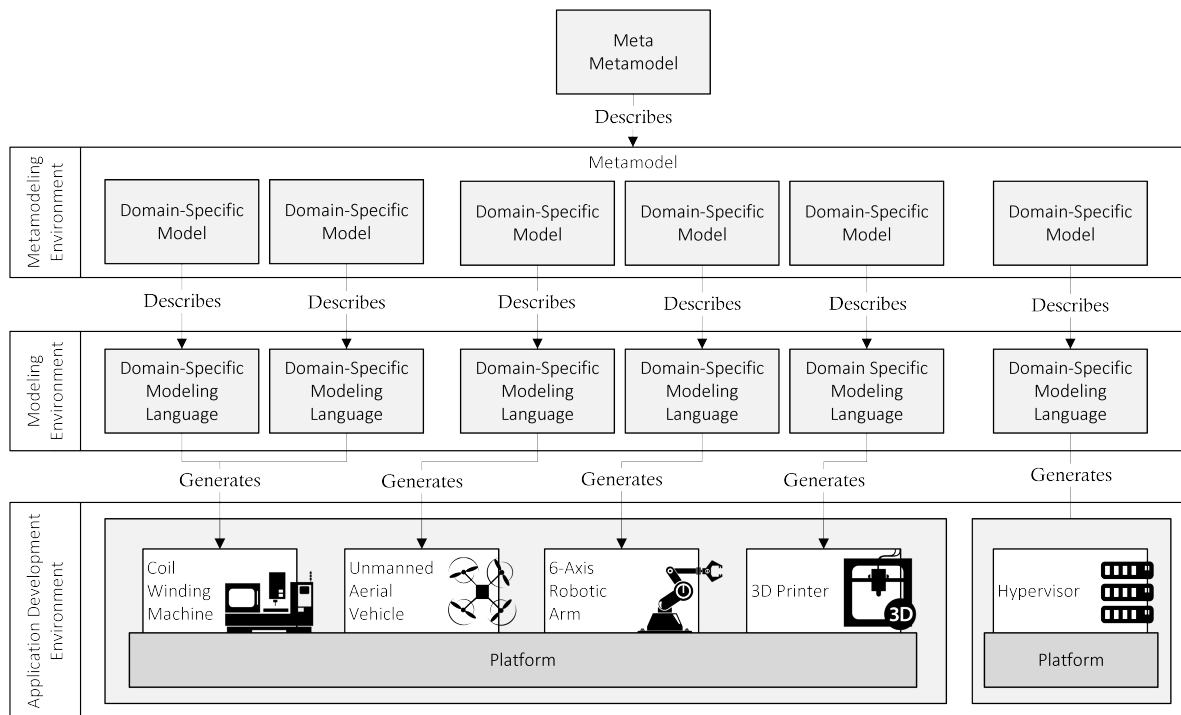 Meta
Metamodel
Describes
Metamodeling
Environment
Metamodel
Domain-Specific
Model
Domain-Specific
Model
Domain-Specific
Model
Domain-Specific
Model
Domain-Specific
Model
Domain-Specific
Model
Describes
Describes
Describes
Describes
Describes
Describes
Modeling
Environment
Domain-Specific
Modeling
Language
Domain-Specific
Modeling
Language
Domain-Specific
Modeling
Language
Domain-Specific
Modeling
Language
Domain Specific
Modeling
Language
Domain-Specific
Modeling
Language
Generates
Generates
Generates
Generates
Generates
Application Development
Environment
Coil
Winding
Machine
Unmanned
Aerial
Vehicle
6-Axis
Robotic
Arm
3D Printer
3D
Hypervisor
Platform
Platform